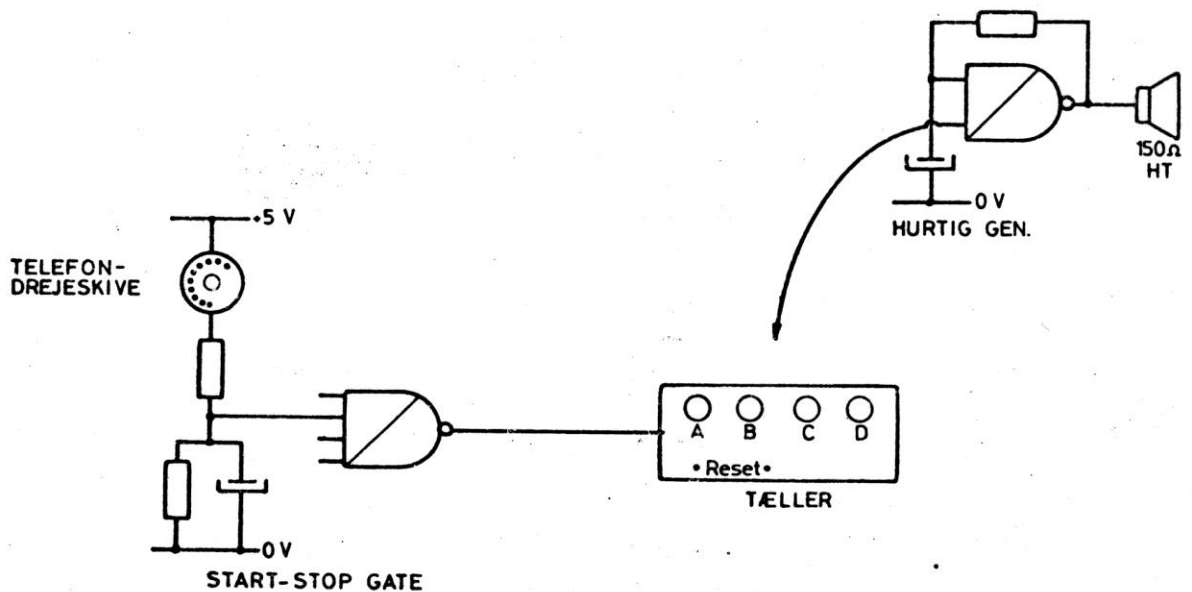 150Ω
HT
0 V
HURTIG GEN.
+5 V
TELEFON-
DREJESKIVE
A B C D
• Reset •
TÆLLER
0 V
START-STOP GATE